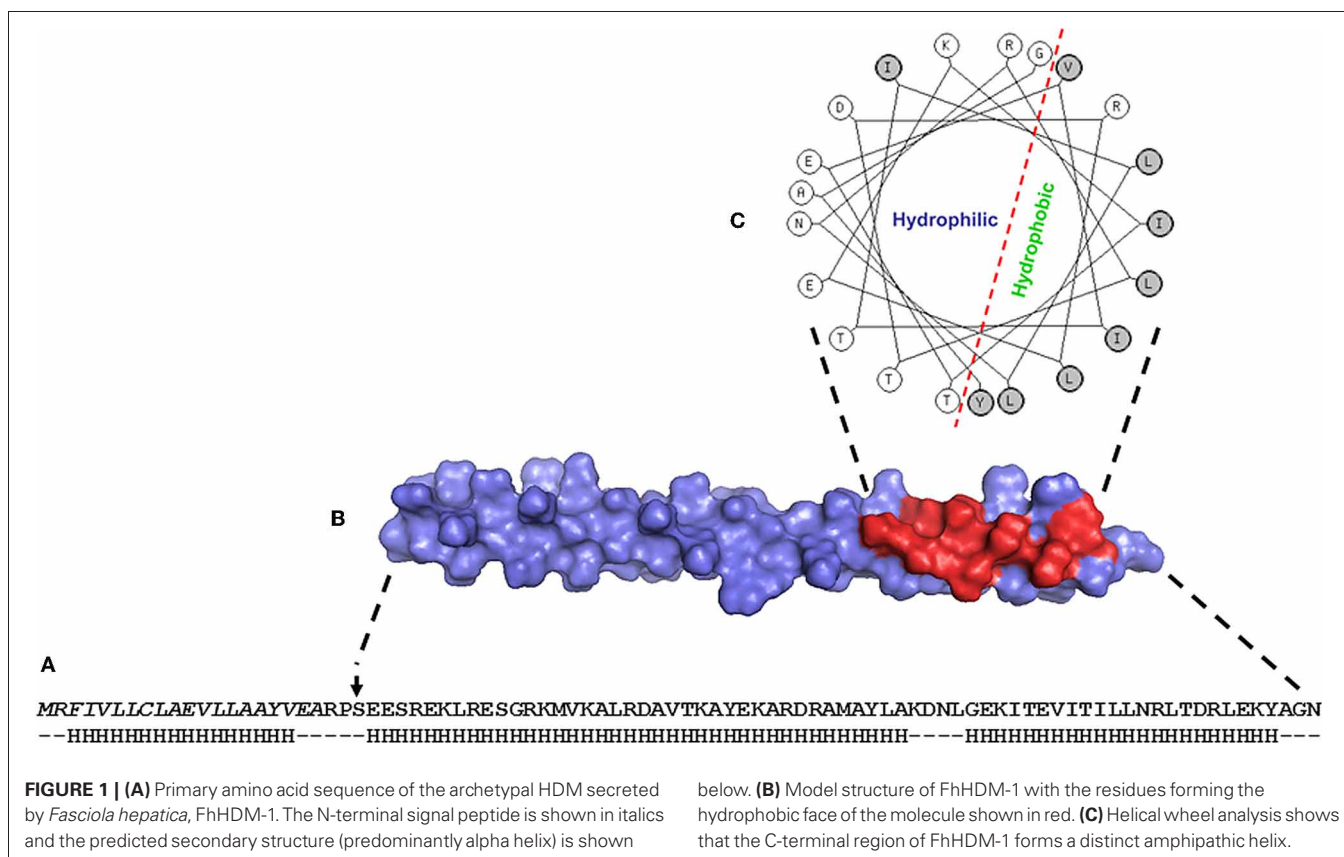 K
R
G
V
I
D
R
E
L
A
N
I
C
Hydrophilic
Hydrophobic
E
L
T
I
T
L
T
Y
L
B
A
MRFIVLLCLAEVLLAAYVEARPSEESREKLRESGRKMVKALRDAVTKAYEKARDRAMAYLAKDNLGEKITEVITILLNRLTDRLEKYAGN
--HHHHHHHHHHHHHHHH-----HHHHHHHHHHHHHHHHHHHHHHHHHHHHHHHHHHHHHH----HHHHHHHHHHHHHHHHHHHHHH---
FIGURE 1 | (A) Primary amino acid sequence of the archetypal HDM secreted
by Fasciola hepatica, FhHDM-1. The N-terminal signal peptide is shown in italics
and the predicted secondary structure (predominantly alpha helix) is shown
below. (B) Model structure of FhHDM-1 with the residues forming the
hydrophobic face of the molecule shown in red. (C) Helical wheel analysis shows
that the C-terminal region of FhHDM-1 forms a distinct amphipathic helix.